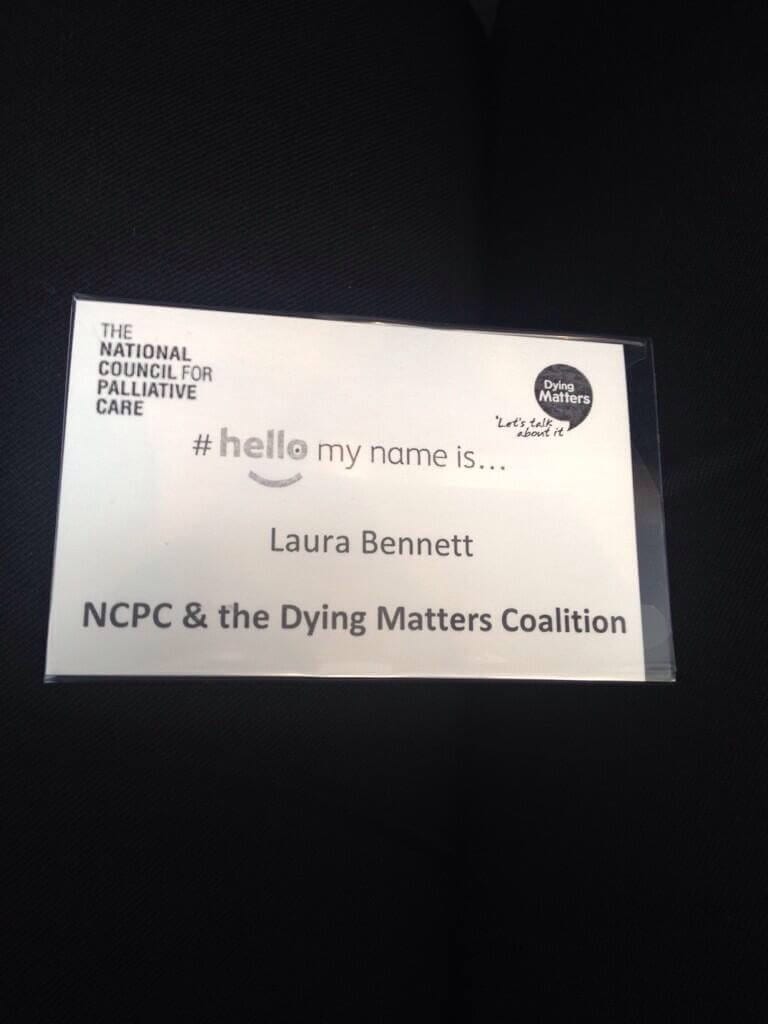 THE
NATIONAL
COUNCIL FOR
PALLIATIVE
CARE
Dying
Matters
'Let's talk
about it
# hello my name is...
Laura Bennett
NCPC & the Dying Matters Coalition